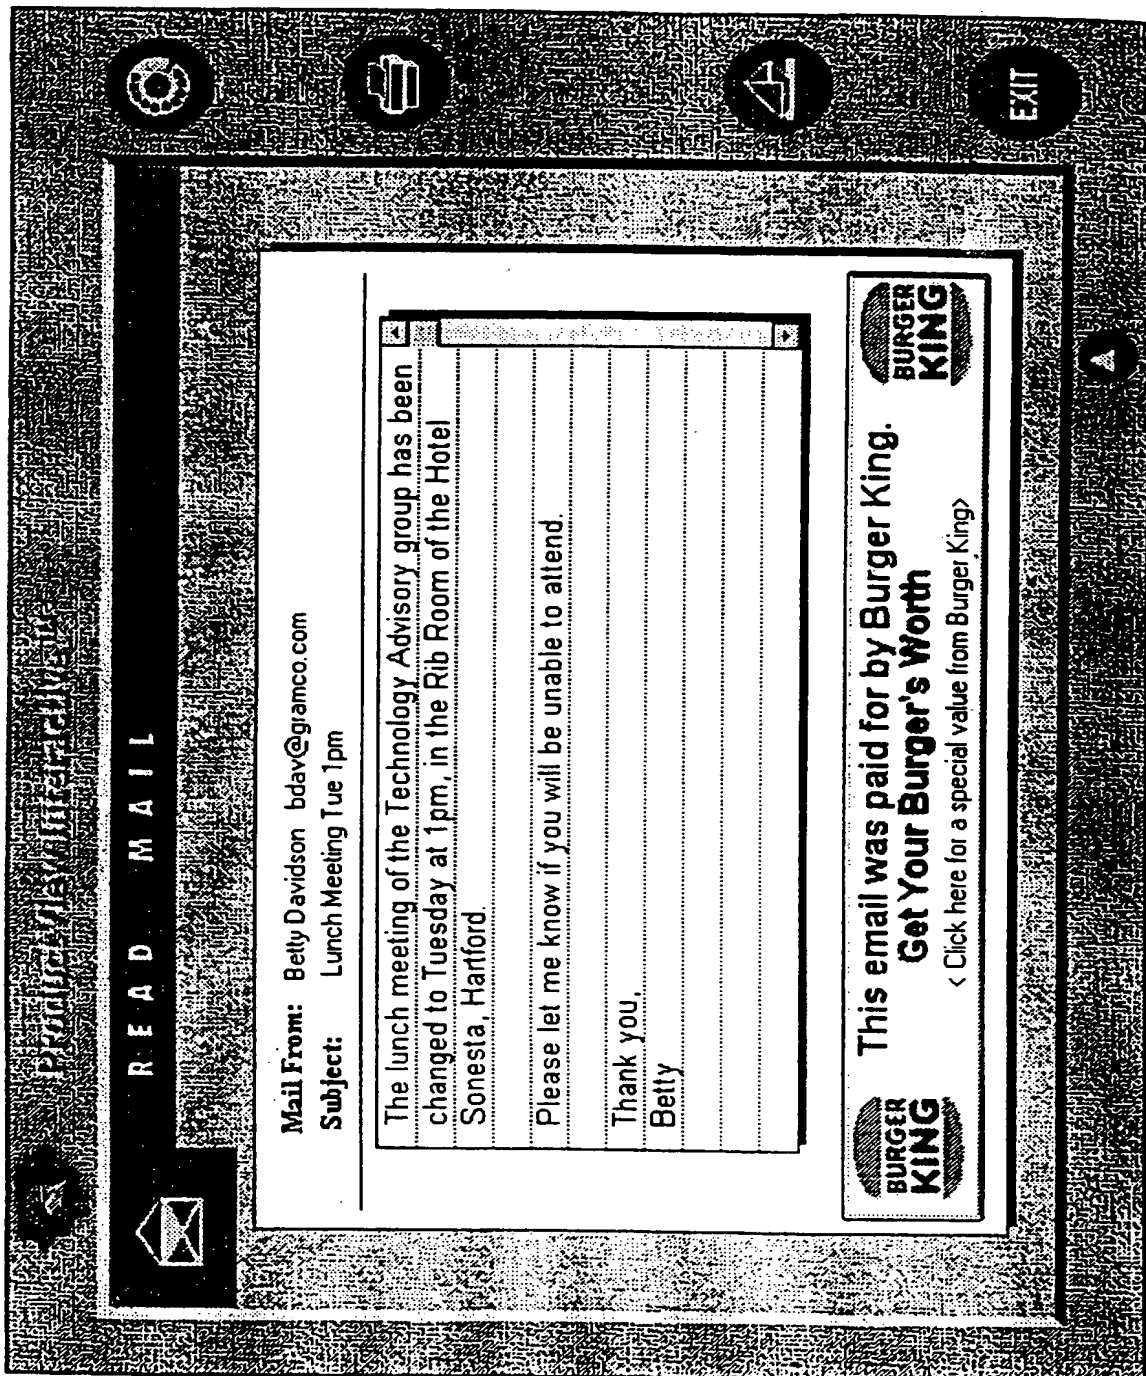 ProductViewInteractive
READ MAIL
Mail From: Betty Davidson bdav@gramco.com
Subject: Lunch Meeting Tue 1pm
The lunch meeting of the Technology Advisory group has been
changed to Tuesday at 1pm, in the Rib Room of the Hotel
Sonesta, Hartford.
Please let me know if you will be unable to attend.
Thank you,
Betty
BURGER
KING
This email was paid for by Burger King.
Get Your Burger's Worth
< Click here for a special value from Burger King>
BURGER
KING
EXIT